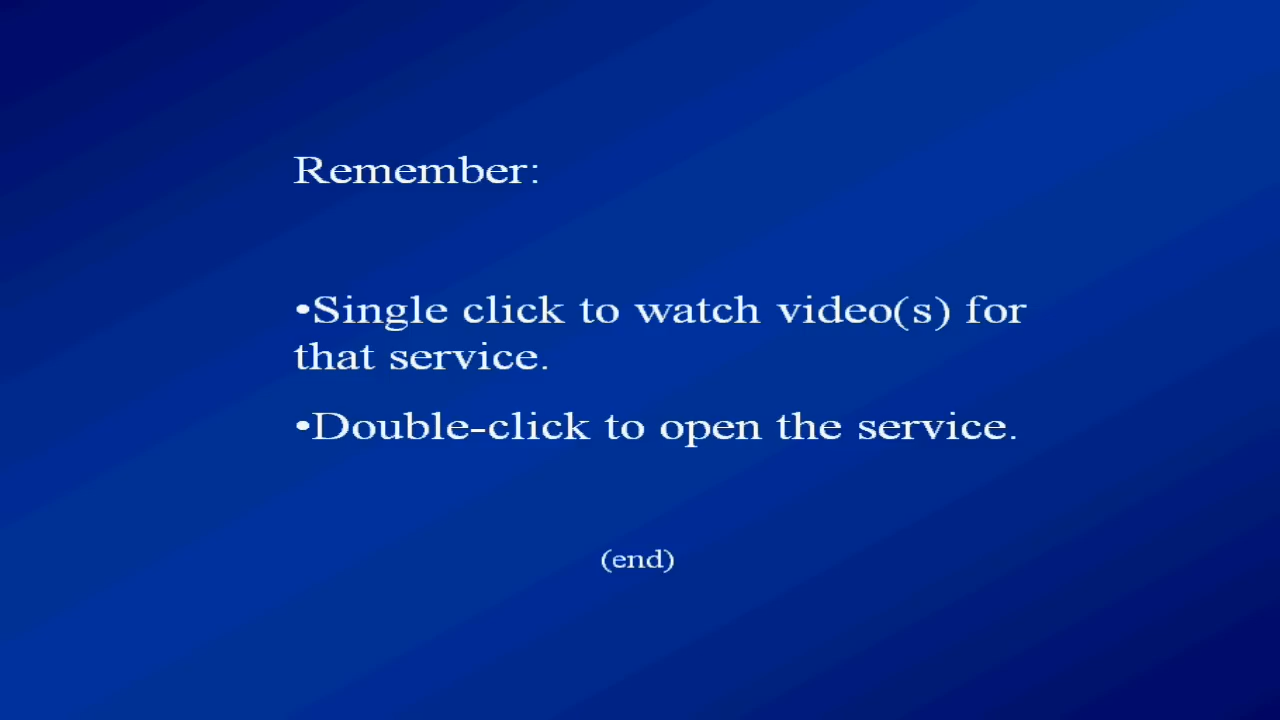 Remember:
•Single click to watch video(s) for
that service.
•Double-click to open the service.
(end)